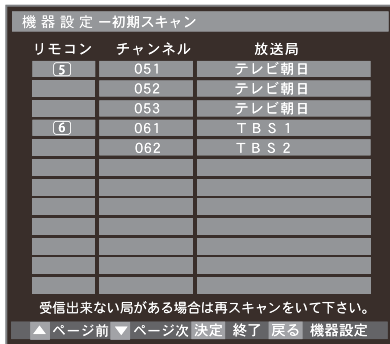 機器設定 ー初期スキャン
リモコン チャンネル 放送局
5 051 テレビ朝日
052 テレビ朝日
053 テレビ朝日
6 061 ＴＢＳ１
062 ＴＢＳ２
受信出来ない局がある場合は再スキャンをいて下さい。
▲ ページ前 ▼ ページ次 決定 終了 戻る 機器設定